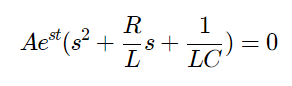 $Ae^{st}(s^2 + \frac{R}{L}s + \frac{1}{LC}) = 0$